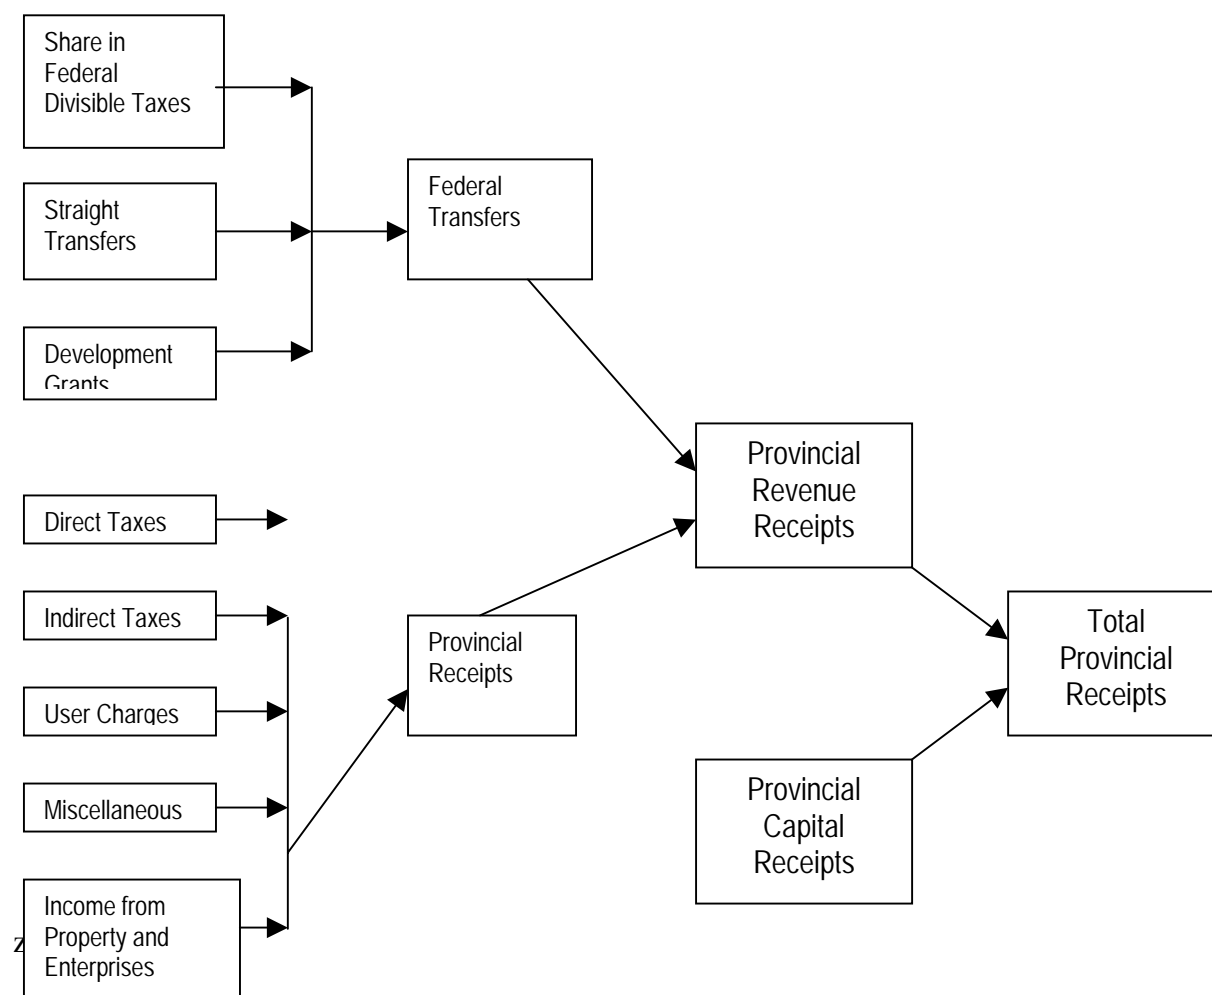 Share in
Federal
Divisible Taxes
Straight
Transfers
Development
Grants
Federal
Transfers
Direct Taxes
Indirect Taxes
User Charges
Miscellaneous
Income from
Property and
Enterprises
Provincial
Receipts
Provincial
Revenue
Receipts
Provincial
Capital
Receipts
Total
Provincial
Receipts
z